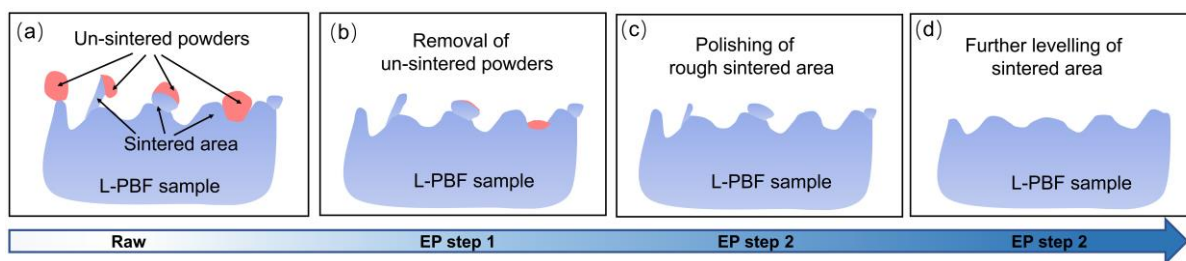 (a)
Un-sintered powders
Sintered area
L-PBF sample
(b)
Removal of
un-sintered powders
L-PBF sample
(c)
Polishing of
rough sintered area
L-PBF sample
(d)
Further levelling of
sintered area
L-PBF sample
Raw
EP step 1
EP step 2
EP step 2